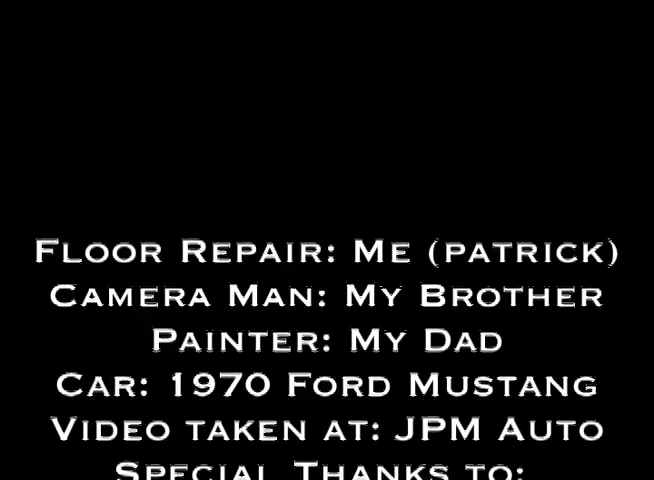 Floor Repair: Me (patrick)
Camera Man: My Brother
Painter: My Dad
Car: 1970 Ford Mustang
Video taken at: JPM Auto
Special Thanks to: